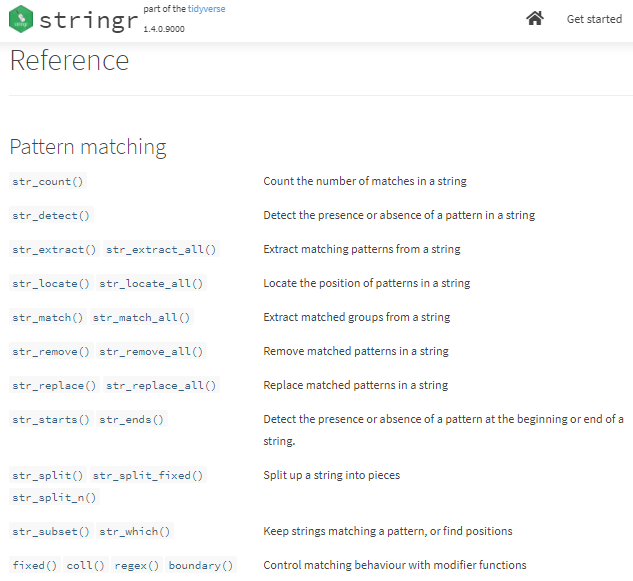 stringr part of the tidyverse
1.4.0.9000
Get started
Reference
Pattern matching
str_count() Count the number of matches in a string
str_detect() Detect the presence or absence of a pattern in a string
str_extract() str_extract_all() Extract matching patterns from a string
str_locate() str_locate_all() Locate the position of patterns in a string
str_match() str_match_all() Extract matched groups from a string
str_remove() str_remove_all() Remove matched patterns in a string
str_replace() str_replace_all() Replace matched patterns in a string
str_starts() str_ends() Detect the presence or absence of a pattern at the beginning or end of a
string.
str_split() str_split_fixed() Split up a string into pieces
str_split_n()
str_subset() str_which() Keep strings matching a pattern, or find positions
fixed() coll() regex() boundary() Control matching behaviour with modifier functions